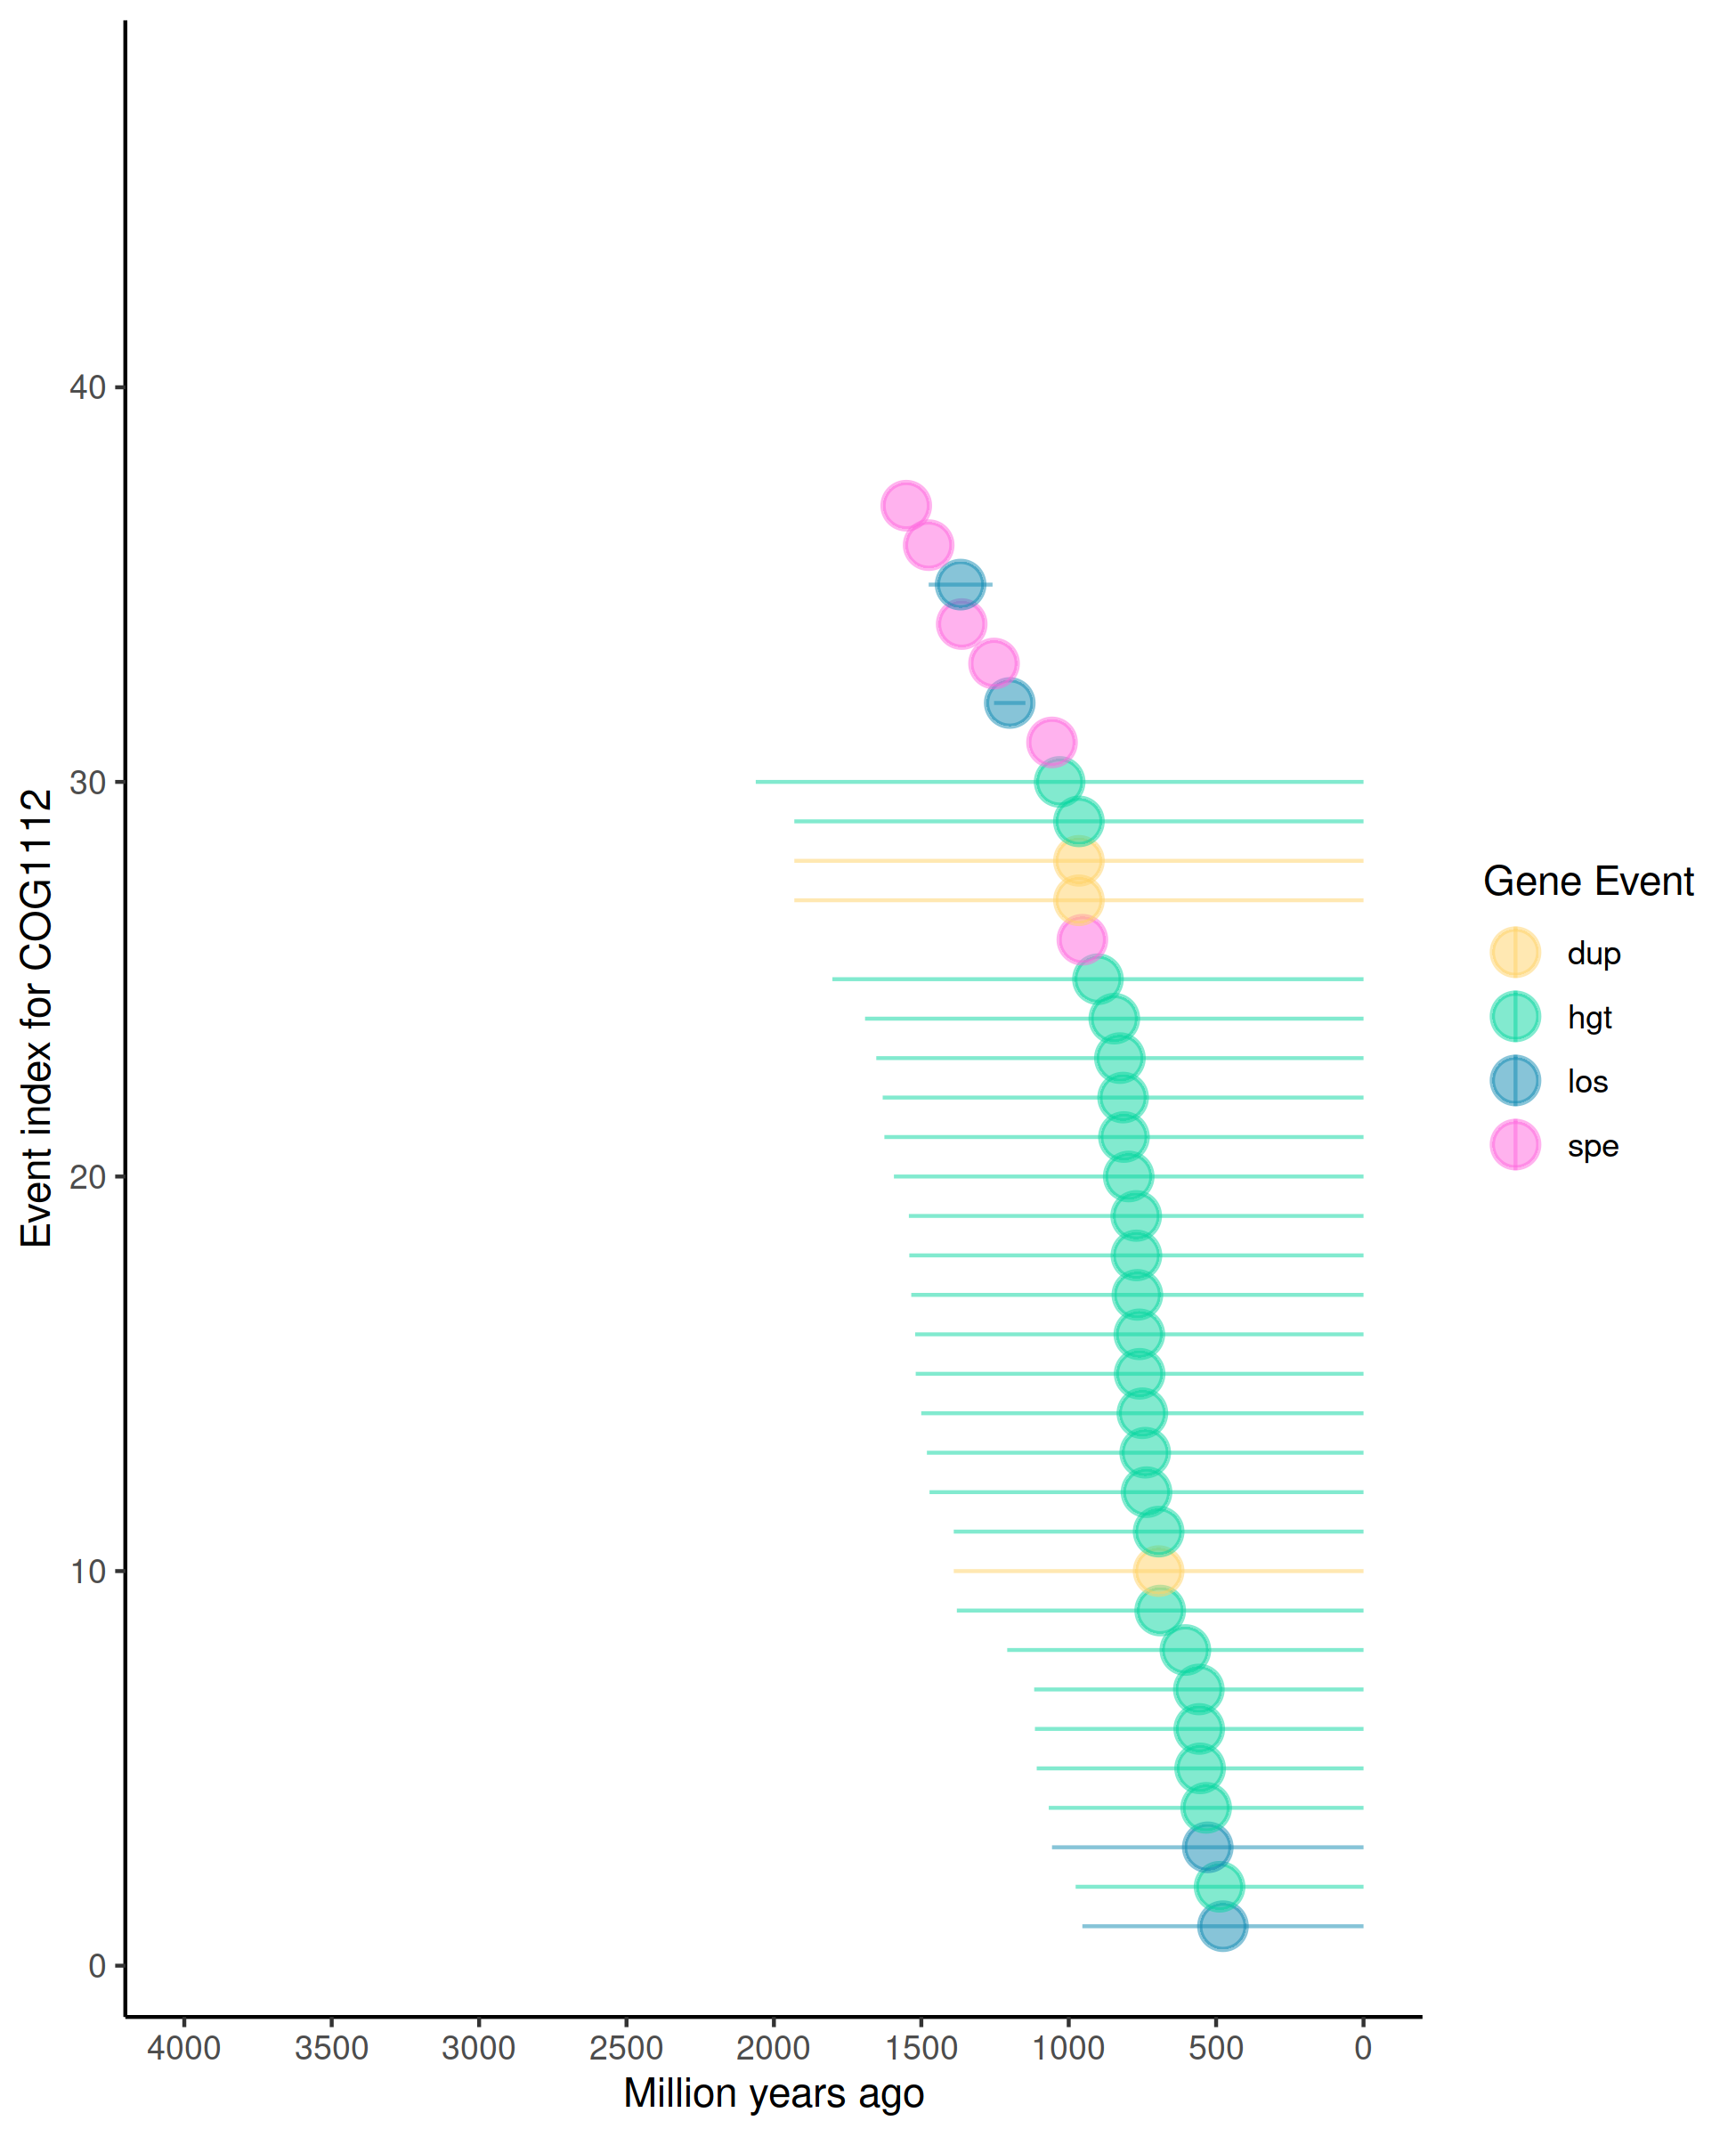 Event index for COG1112
40
30
20
10
0
4000 3500 3000 2500 2000 1500 1000 500 0
Million years ago
Gene Event
dup
hgt
los
spe